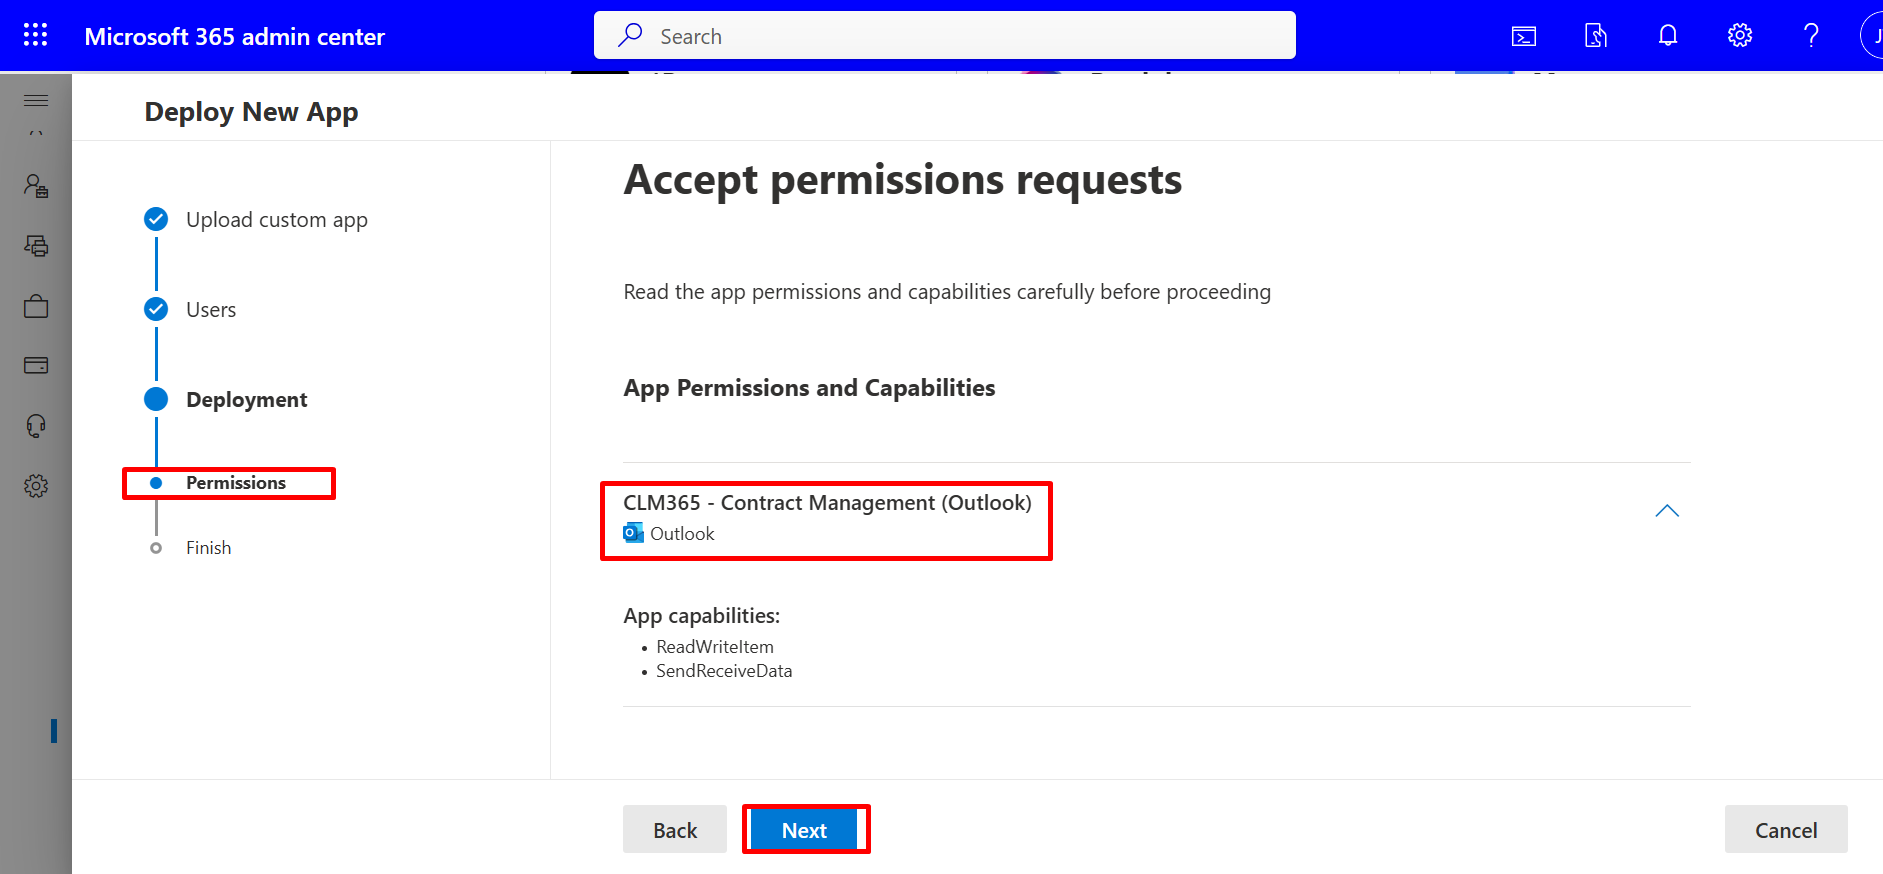 Microsoft 365 admin center
Search
Deploy New App
Upload custom app
Users
Deployment
Permissions
Finish
Accept permissions requests
Read the app permissions and capabilities carefully before proceeding
App Permissions and Capabilities
CLM365 - Contract Management (Outlook)
Outlook
App capabilities:
• ReadWriteItem
• SendReceiveData
Back
Next
Cancel